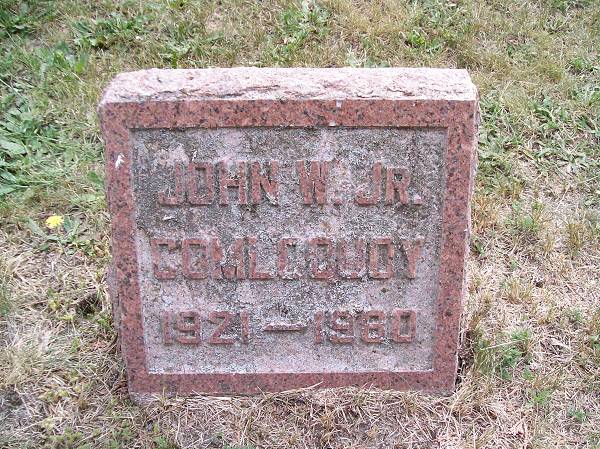 JOHN W. JR.
COMLOQUOY
1921 — 1980